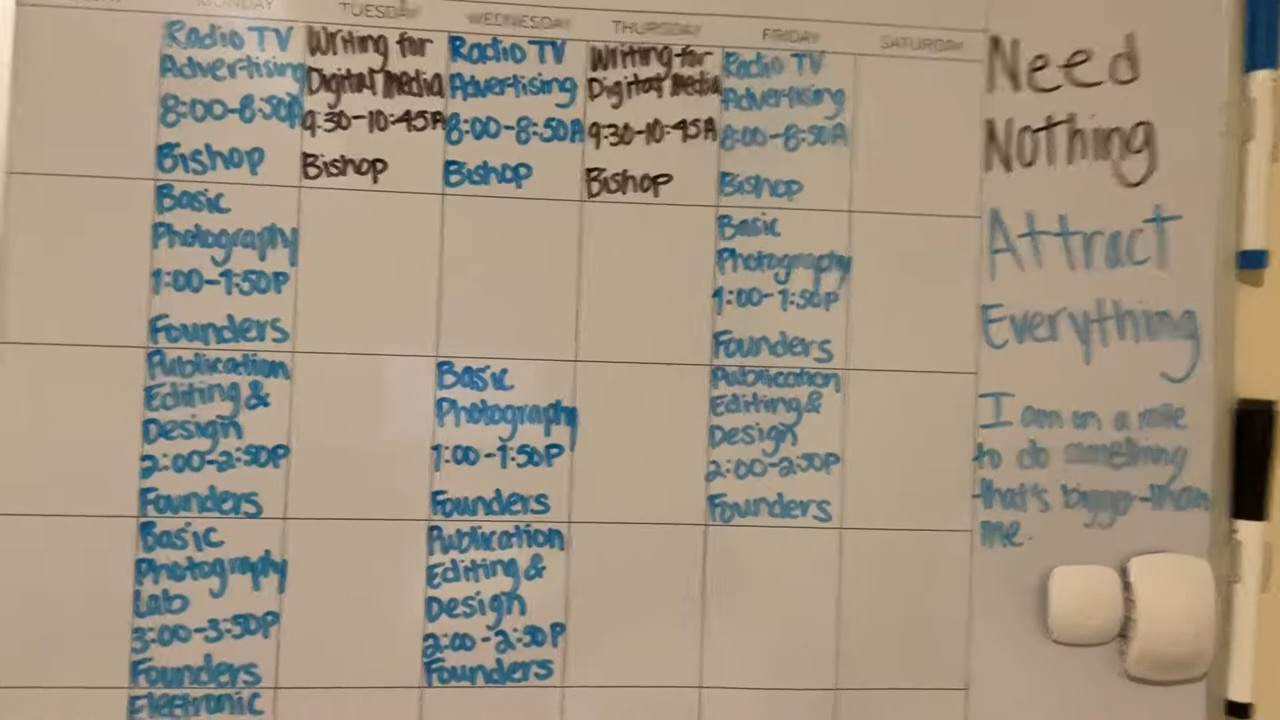 MONDAY
TUESDAY
WEDNESDAY
THURSDAY
FRIDAY
SATURDAY
Radio TV
Advertising
8:00-8:50A
Bishop
Writing for
Digital Media
9:30-10:45A
Bishop
Radio TV
Advertising
8:00-8:50A
Bishop
Writing for
Digital Media
9:30-10:45A
Bishop
Radio TV
Advertising
8:00-8:50A
Bishop
Basic
Photography
1:00-1:50P
Founders
Basic
Photography
1:00-1:50P
Founders
Publication
Editing &
Design
2:00-2:50P
Founders
Basic
Photography
1:00-1:50P
Founders
Publication
Editing &
Design
2:00-2:50P
Founders
Basic
Photography
Lab
3:00-3:50P
Founders
Publication
Editing &
Design
2:00-2:50P
Founders
Electronic
Need
Nothing
Attract
Everything
I am on a
to do something
that's bigger than
me.